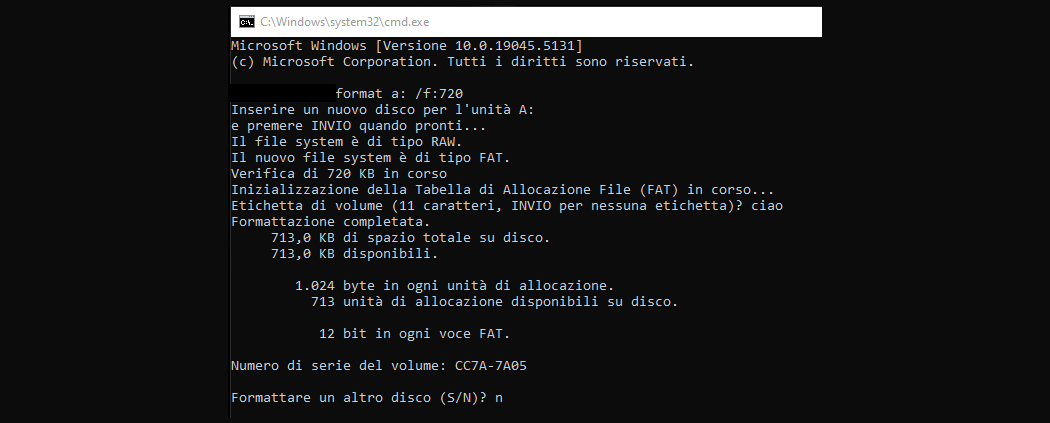 C:\Windows\system32\cmd.exe
Microsoft Windows [Versione 10.0.19045.5131]
(c) Microsoft Corporation. Tutti i diritti sono riservati.
format a: /f:720
Inserire un nuovo disco per l'unità A:
e premere INVIO quando pronti...
Il file system è di tipo RAW.
Il nuovo file system è di tipo FAT.
Verifica di 720 KB in corso
Inizializzazione della Tabella di Allocazione File (FAT) in corso...
Etichetta di volume (11 caratteri, INVIO per nessuna etichetta)? ciao
Formattazione completata.
713,0 KB di spazio totale su disco.
713,0 KB disponibili.
1.024 byte in ogni unità di allocazione.
713 unità di allocazione disponibili su disco.
12 bit in ogni voce FAT.
Numero di serie del volume: CC7A-7A05
Formattare un altro disco (S/N)? n